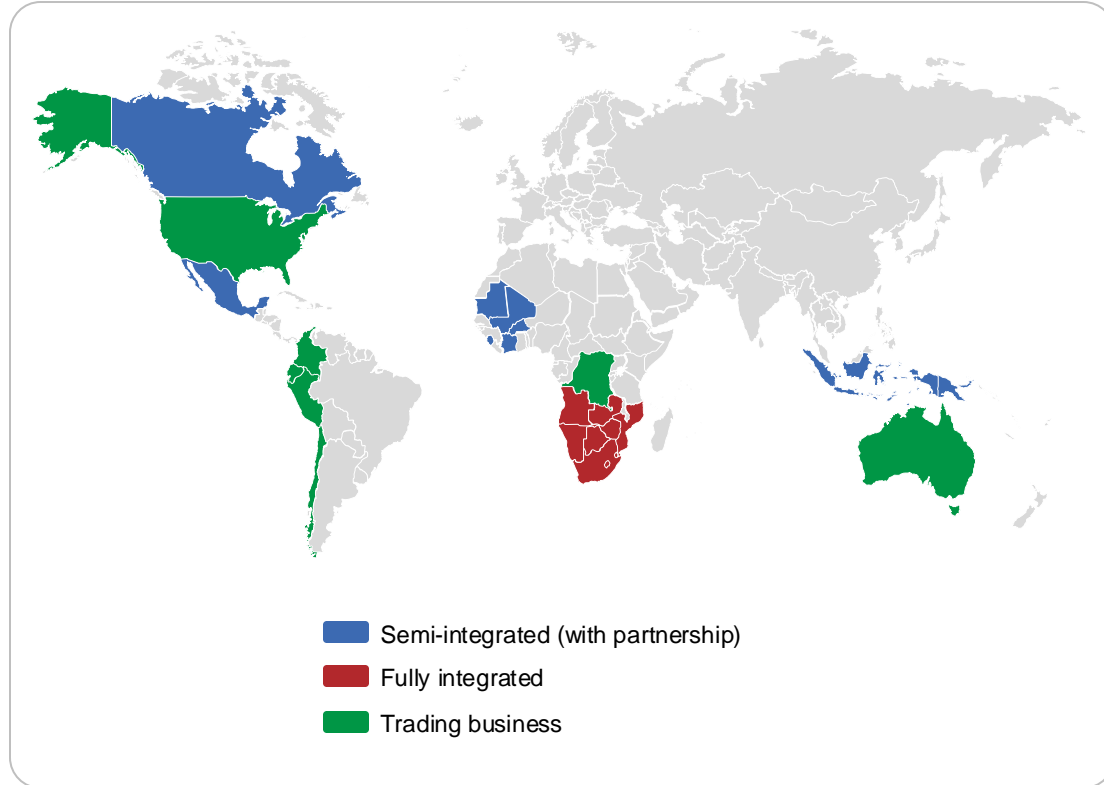 Semi-integrated (with partnership)
Fully integrated
Trading business